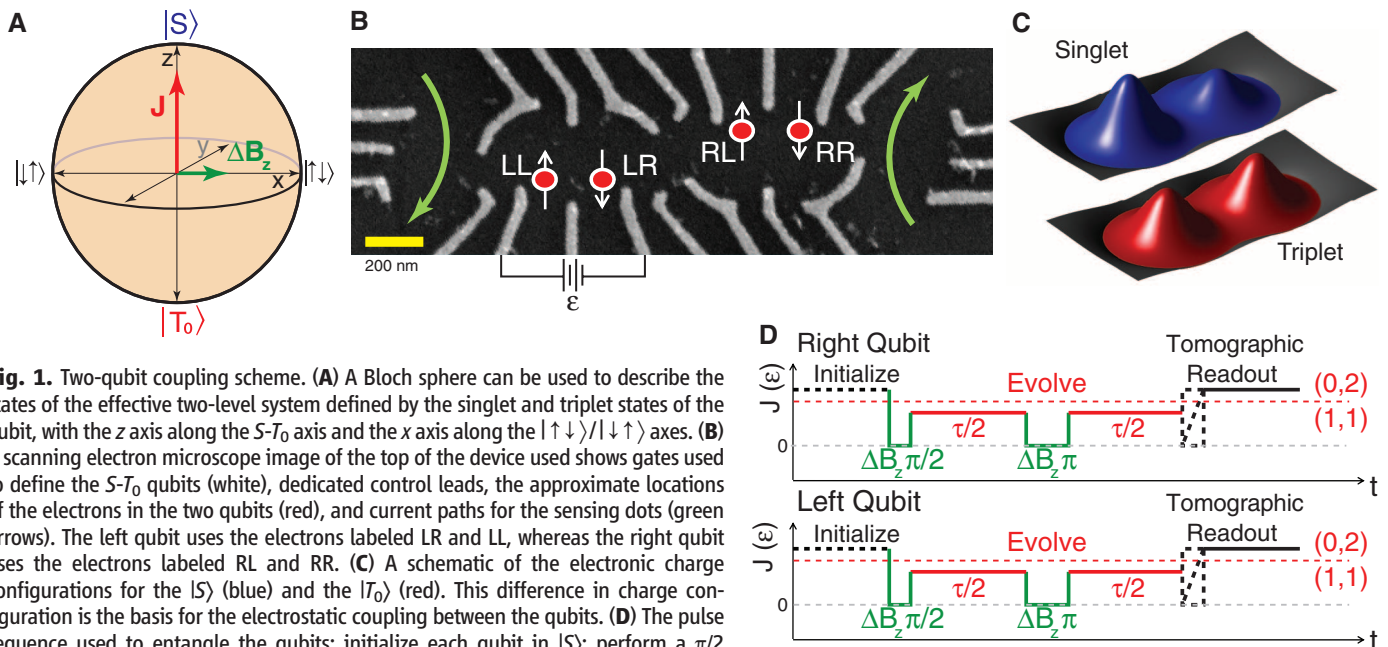 A
|S⟩
z
J
y
ΔB_z
x
|↓↑⟩
|↑↓⟩
|T₀⟩
B
LL
LR
RL
RR
200 nm
ε
C
Singlet
Triplet
ig. 1. Two-qubit coupling scheme. (A) A Bloch sphere can be used to describe the
tates of the effective two-level system defined by the singlet and triplet states of the
ubit, with the z axis along the S-T₀ axis and the x axis along the |↑↓⟩/|↓↑⟩ axes. (B)
scanning electron microscope image of the top of the device used shows gates used
o define the S-T₀ qubits (white), dedicated control leads, the approximate locations
f the electrons in the two qubits (red), and current paths for the sensing dots (green
rrows). The left qubit uses the electrons labeled LR and LL, whereas the right qubit
ses the electrons labeled RL and RR. (C) A schematic of the electronic charge
onfigurations for the |S⟩ (blue) and the |T₀⟩ (red). This difference in charge con-
guration is the basis for the electrostatic coupling between the qubits. (D) The pulse
equence used to entangle the qubits: initialize each qubit in |S⟩; perform a π/2
D
Right Qubit
Tomographic
Initialize
Evolve
Readout
J (ε)
(0,2)
(1,1)
τ/2
τ/2
0
ΔB_z π/2
ΔB_z π
t
Left Qubit
Tomographic
Initialize
Evolve
Readout
J (ε)
(0,2)
(1,1)
τ/2
τ/2
0
ΔB_z π/2
ΔB_z π
t